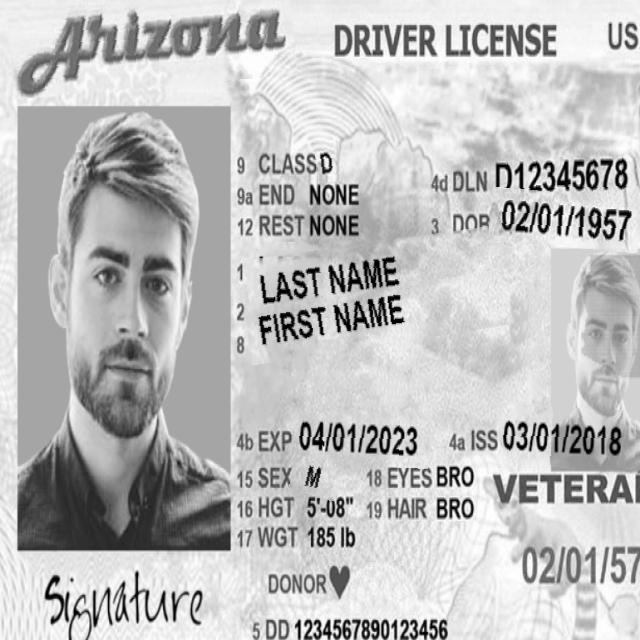 Arizona DRIVER LICENSE US
9 CLASS D
4d DLN D12345678
9a END NONE
3 DOB 02/01/1957
12 REST NONE
1 LAST NAME
2 FIRST NAME
8
4b EXP 04/01/2023 4a ISS 03/01/2018
15 SEX M 18 EYES BRO
VETERA
16 HGT 5'-08" 19 HAIR BRO
17 WGT 185 lb
02/01/57
DONOR
Signature
5 DD 1234567890123456